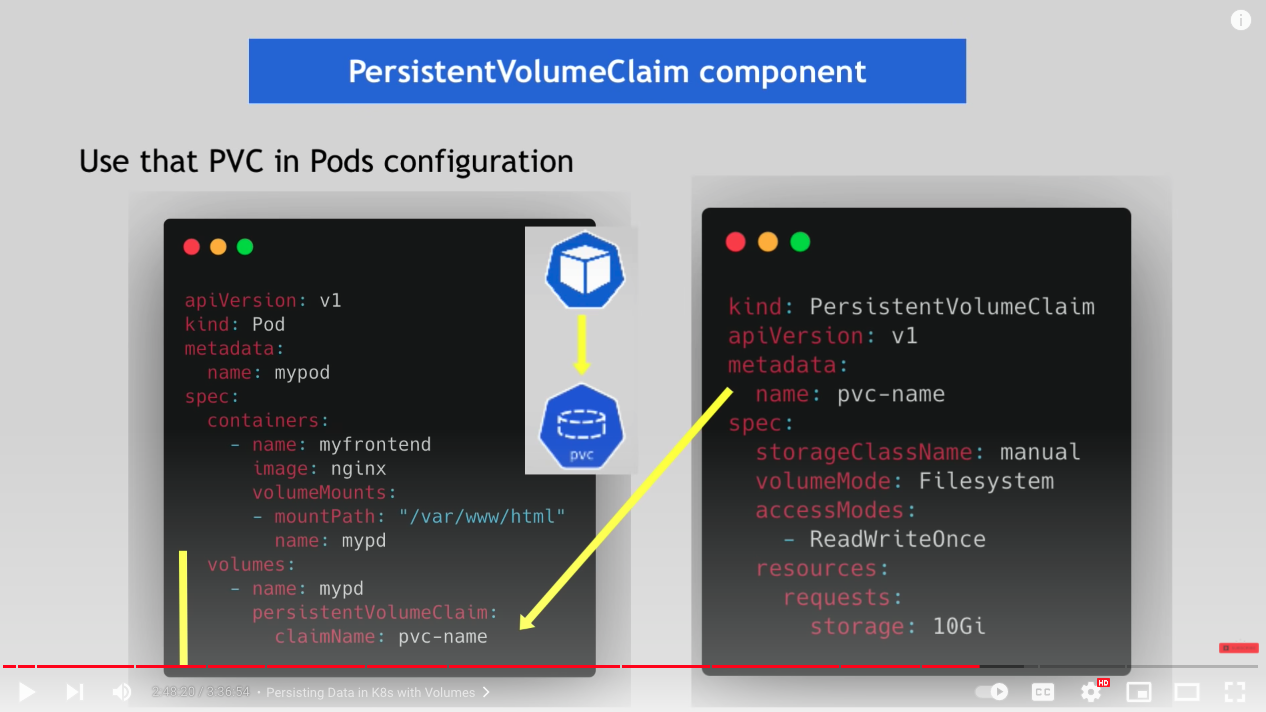 PersistentVolumeClaim component
Use that PVC in Pods configuration
apiVersion: v1
kind: Pod
metadata:
  name: mypod
spec:
  containers:
    - name: myfrontend
      image: nginx
      volumeMounts:
      - mountPath: "/var/www/html"
        name: mypd
  volumes:
    - name: mypd
      persistentVolumeClaim:
        claimName: pvc-name
pvc
kind: PersistentVolumeClaim
apiVersion: v1
metadata:
  name: pvc-name
spec:
  storageClassName: manual
  volumeMode: Filesystem
  accessModes:
    - ReadWriteOnce
  resources:
    requests:
      storage: 10Gi
2:48:20 / 3:36:54 • Persisting Data in K8s with Volumes
CC
HD